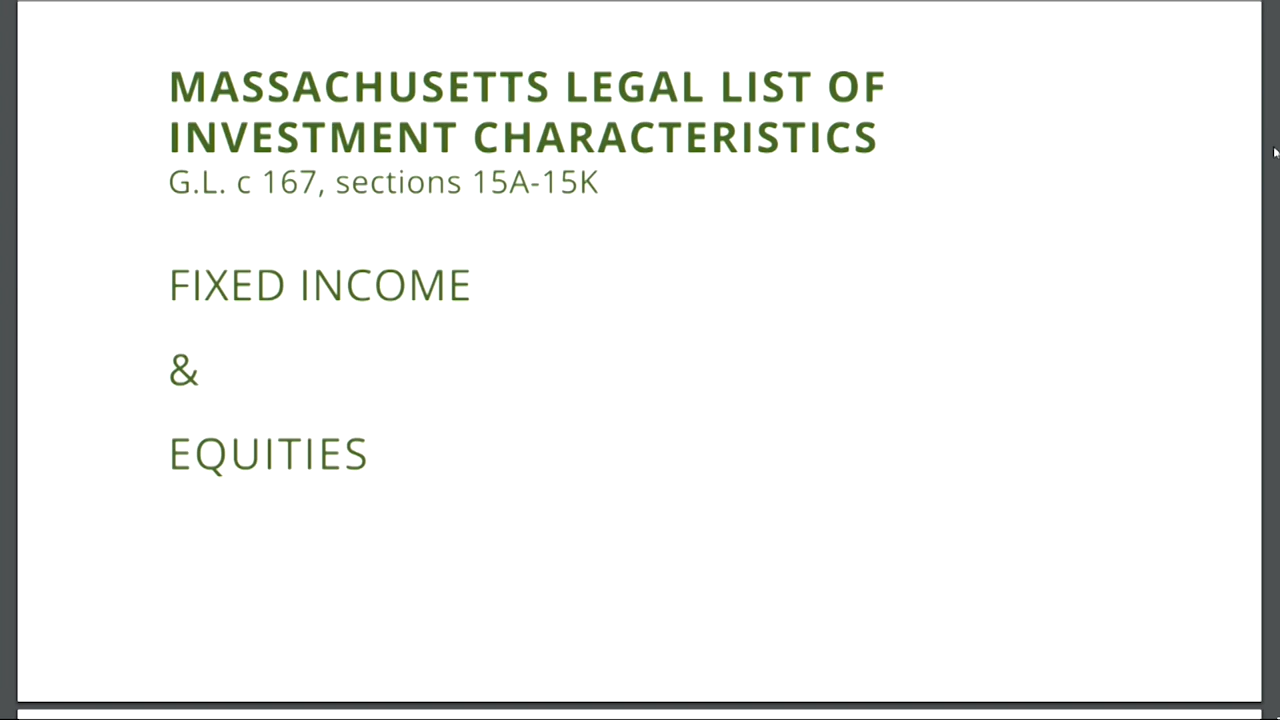 MASSACHUSETTS LEGAL LIST OF
INVESTMENT CHARACTERISTICS
G.L. c 167, sections 15A-15K
FIXED INCOME
&
EQUITIES